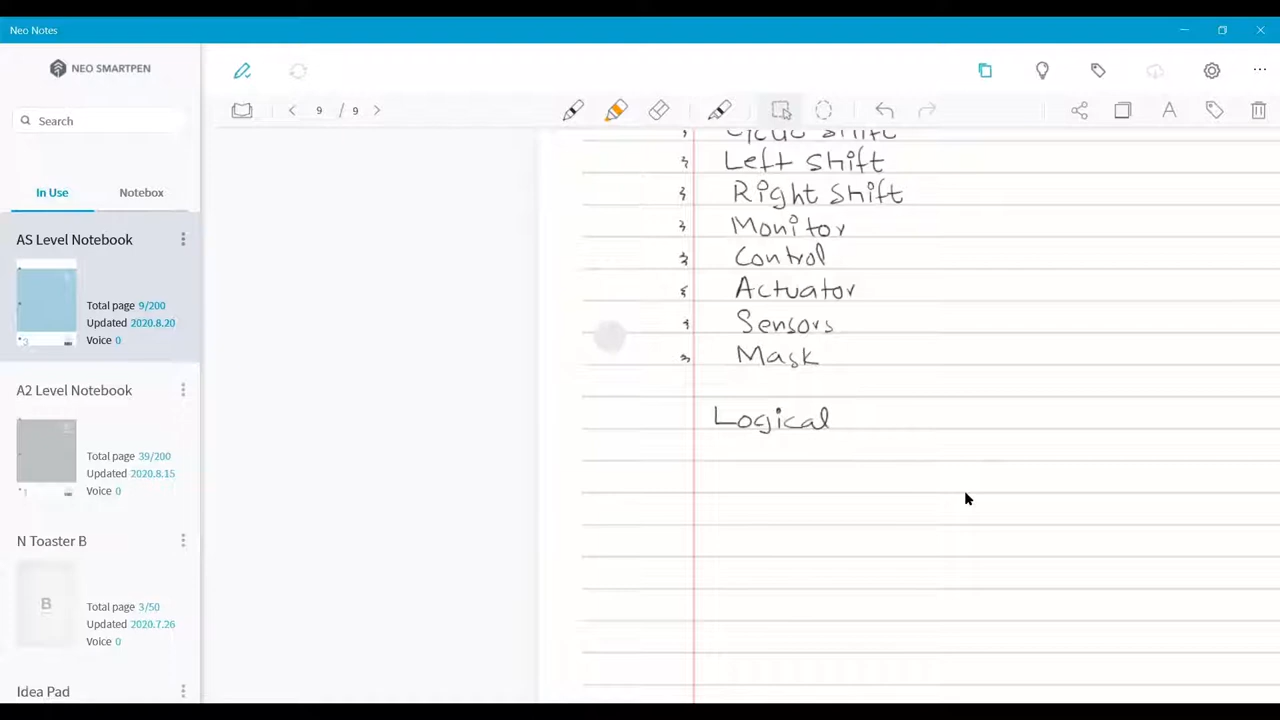 Neo Notes
NEO SMARTPEN
Search
9 / 9
A
In Use Notebox
AS Level Notebook
Total page 9/200
Updated 2020.8.20
Voice 0
A2 Level Notebook
Total page 39/200
Updated 2020.8.15
Voice 0
N Toaster B
B
Total page 3/50
Updated 2020.7.26
Voice 0
Idea Pad
Cyclic shift
Left shift
Right shift
Monitor
Control
Actuator
Sensors
Mask
Logical